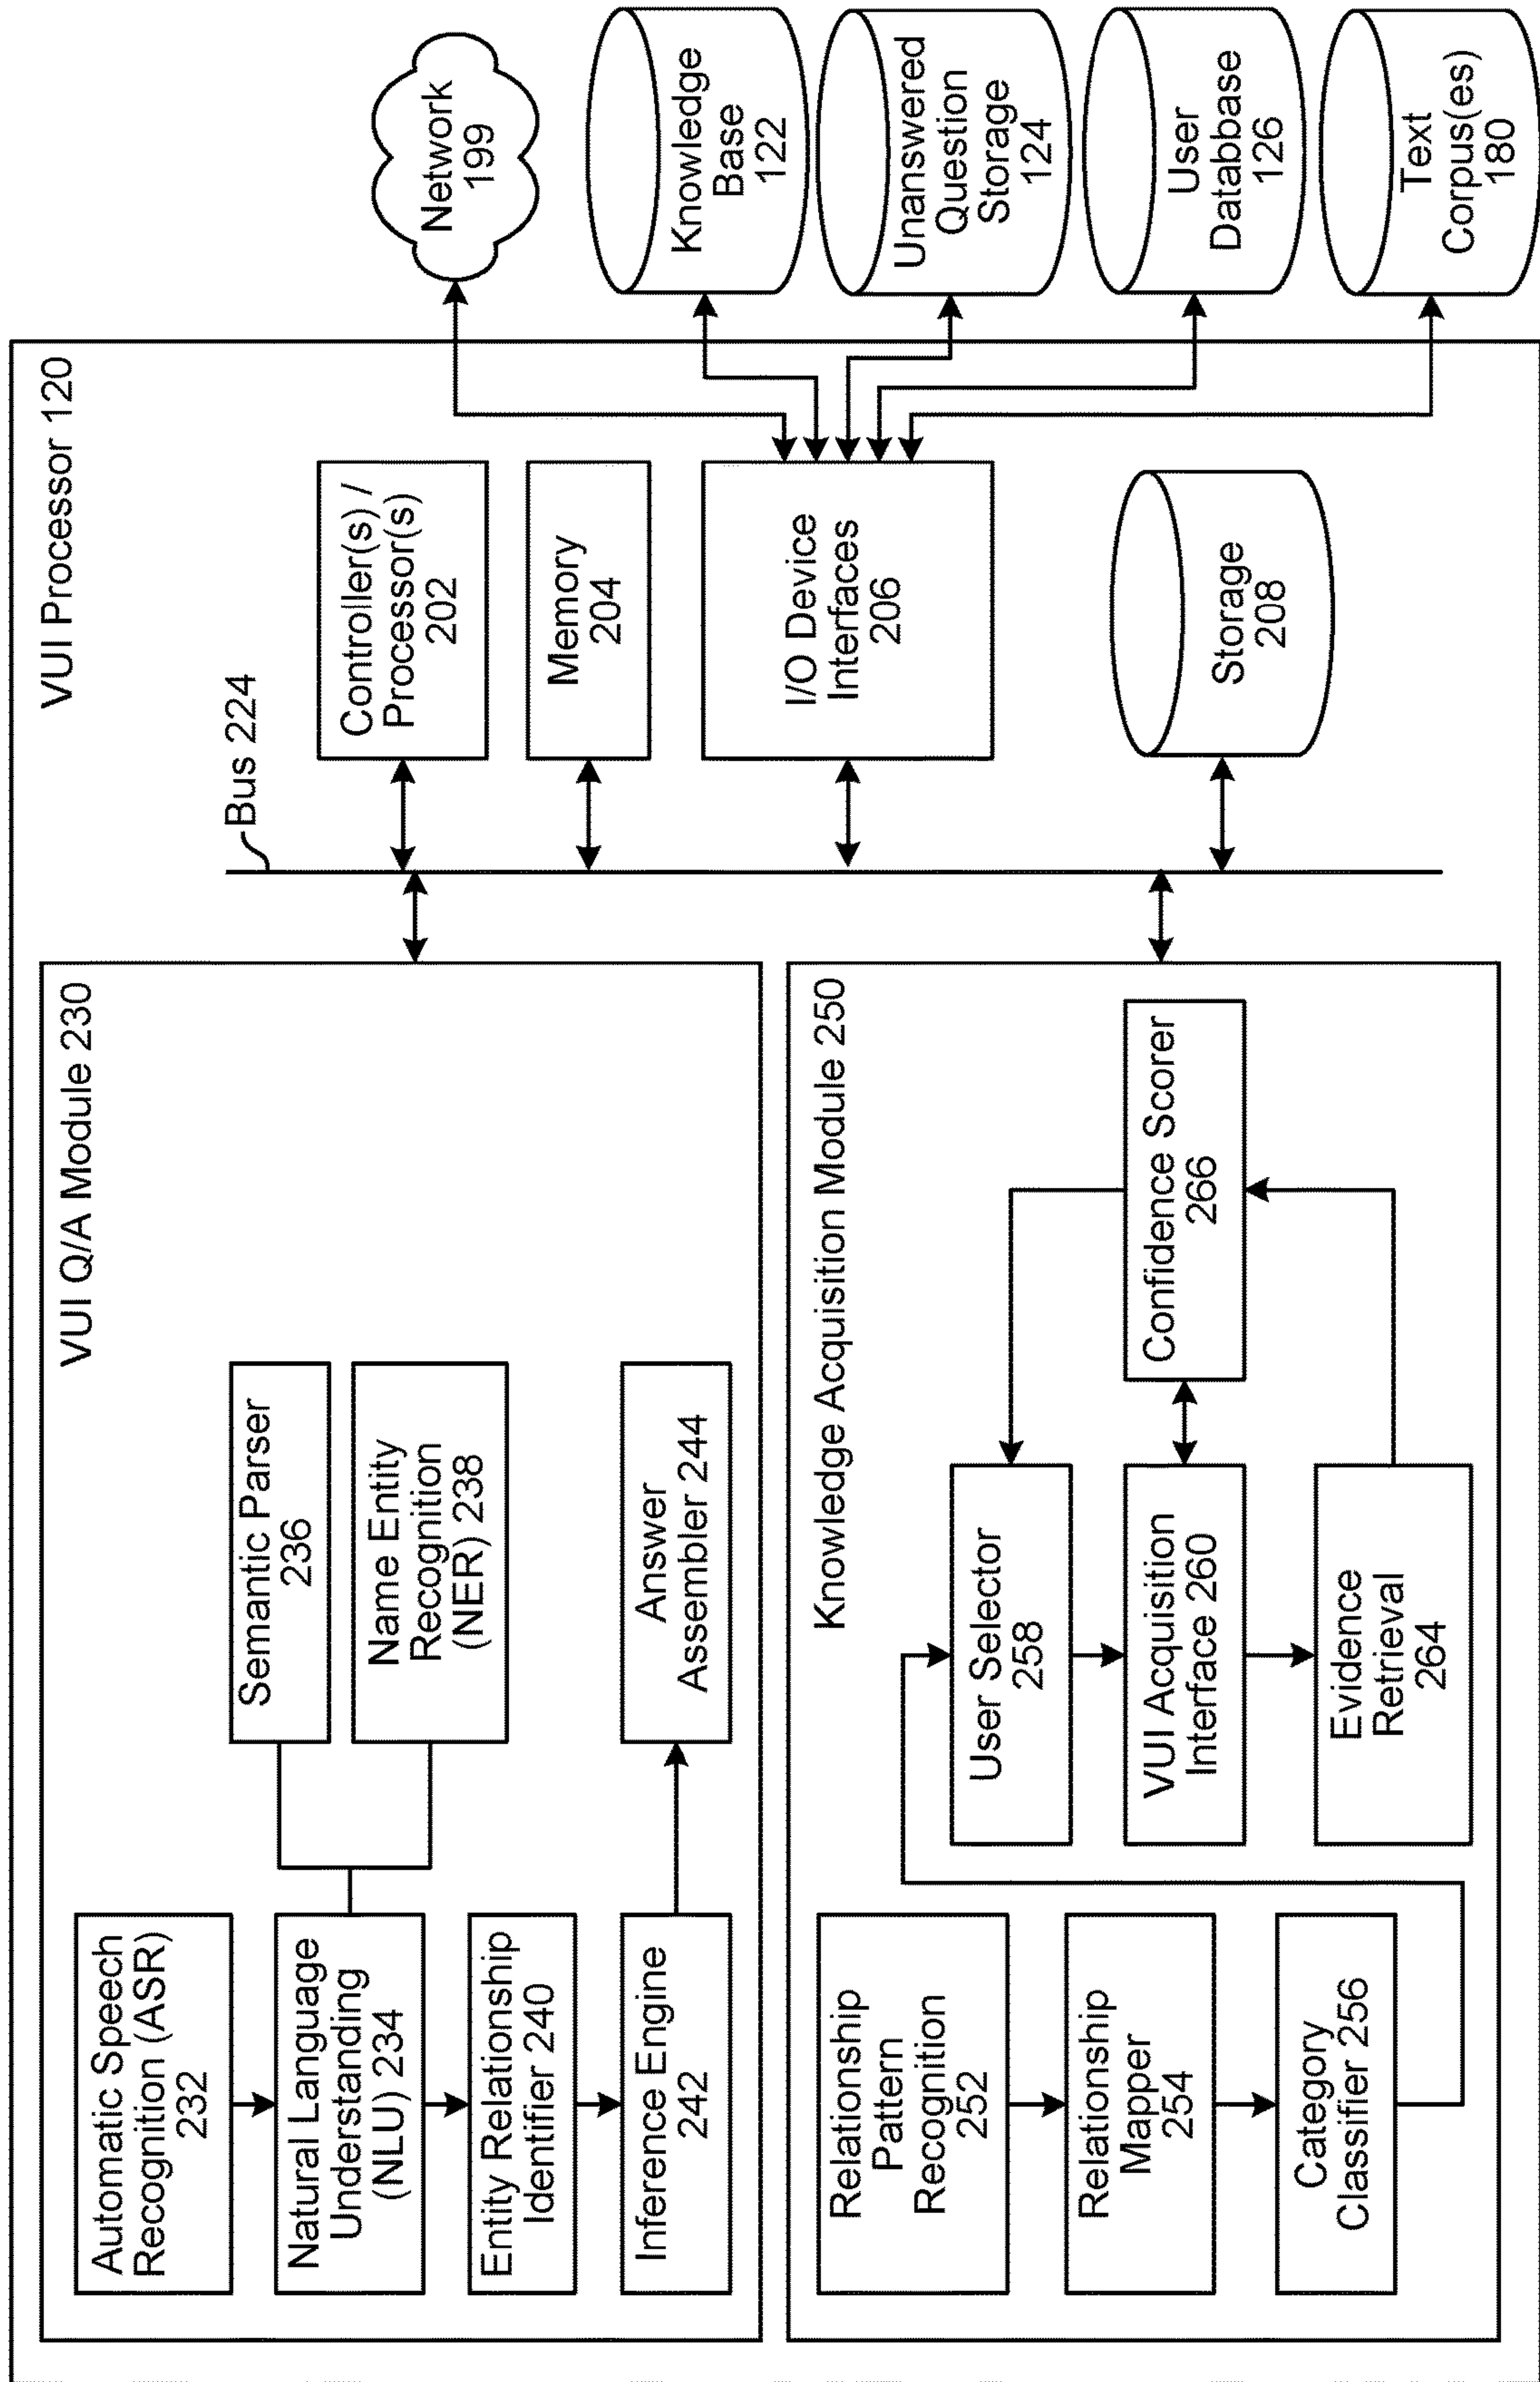 VUI Processor 120
VUI Q/A Module 230
Automatic Speech
Recognition (ASR)
232
Natural Language
Understanding
(NLU) 234
Semantic Parser
236
Name Entity
Recognition
(NER) 238
Entity Relationship
Identifier 240
Inference Engine
242
Answer
Assembler 244
Knowledge Acquisition Module 250
Relationship
Pattern
Recognition
252
Relationship
Mapper
254
Category
Classifier 256
User Selector
258
VUI Acquisition
Interface 260
Evidence
Retrieval
264
Confidence Scorer
266
Bus 224
Controller(s) /
Processor(s)
202
Memory
204
I/O Device
Interfaces
206
Storage
208
Network
199
Knowledge
Base
122
Unanswered
Question
Storage
124
User
Databbase
126
Text
Corpus(es)
180